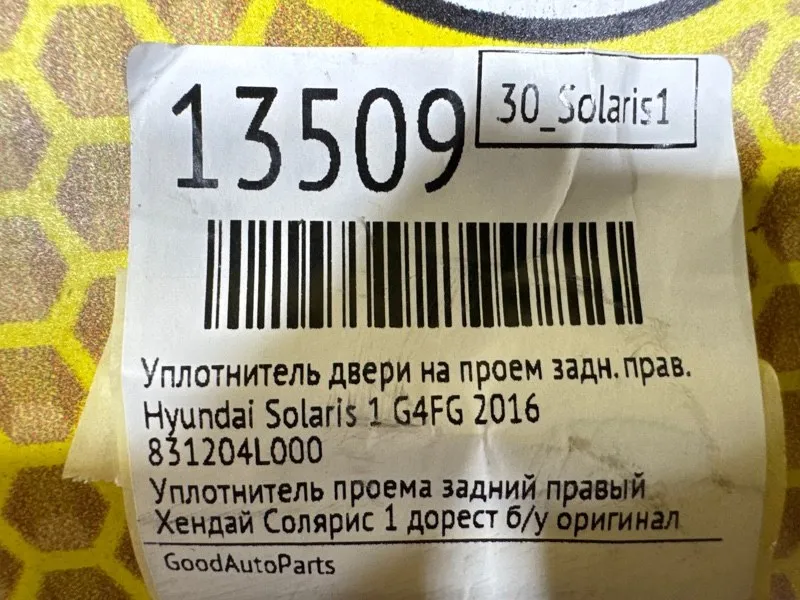 13509
30_Solaris1
Уплотнитель двери на проем задн. прав.
Hyundai Solaris 1 G4FG 2016
831204L000
Уплотнитель проема задний правый
Хендай Солярис 1 дорест б/у оригинал
GoodAutoParts